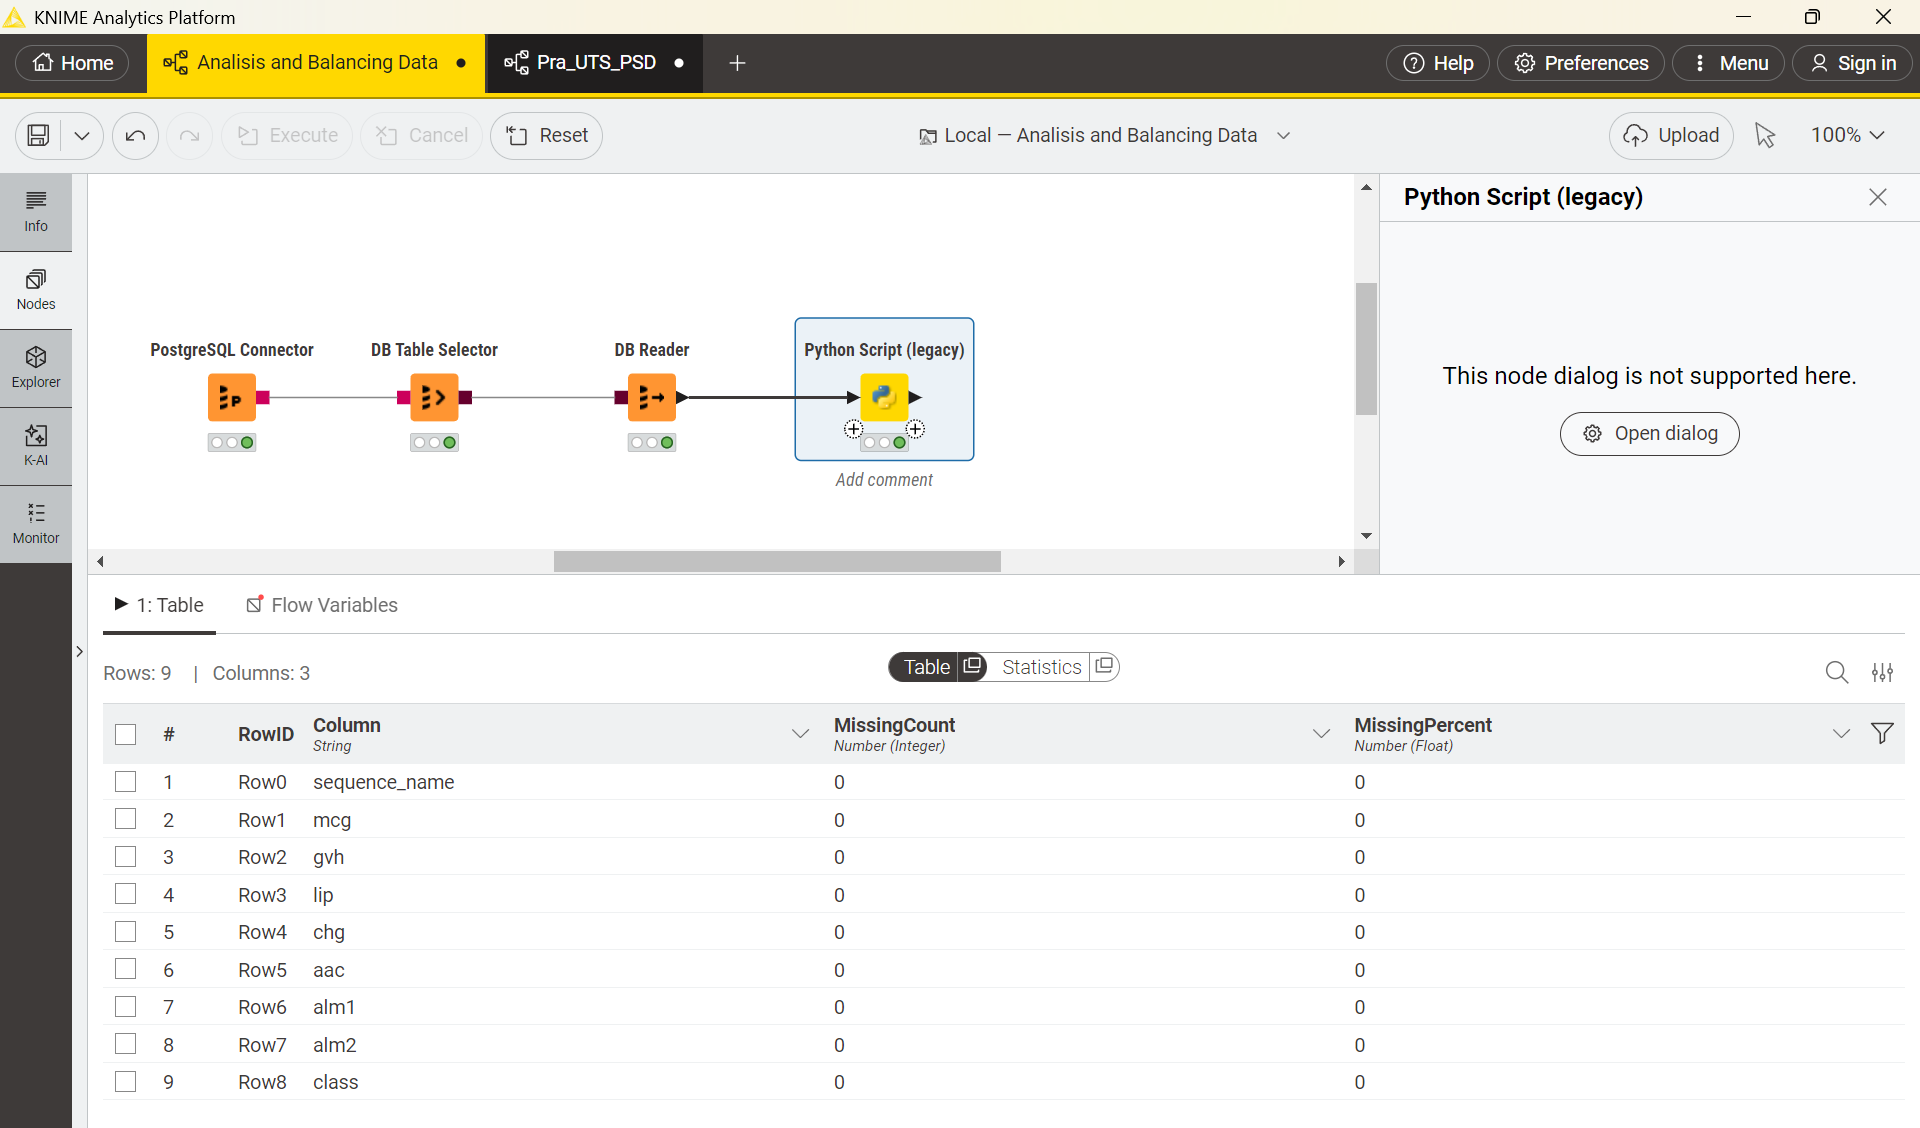 KNIME Analytics Platform
Home
Analisis and Balancing Data
Pra_UTS_PSD
Help
Preferences
Menu
Sign in
Execute
Cancel
Reset
Local — Analisis and Balancing Data
Upload
100%
Info
Nodes
Explorer
K-AI
Monitor
PostgreSQL Connector
DB Table Selector
DB Reader
Python Script (legacy)
P
Add comment
Python Script (legacy)
This node dialog is not supported here.
Open dialog
1: Table
Flow Variables
Rows: 9 | Columns: 3
Table
Statistics
# RowID Column MissingCount MissingPercent
String Number (Integer) Number (Float)
1 Row0 sequence_name 0 0
2 Row1 mcg 0 0
3 Row2 gvh 0 0
4 Row3 lip 0 0
5 Row4 chg 0 0
6 Row5 aac 0 0
7 Row6 alm1 0 0
8 Row7 alm2 0 0
9 Row8 class 0 0